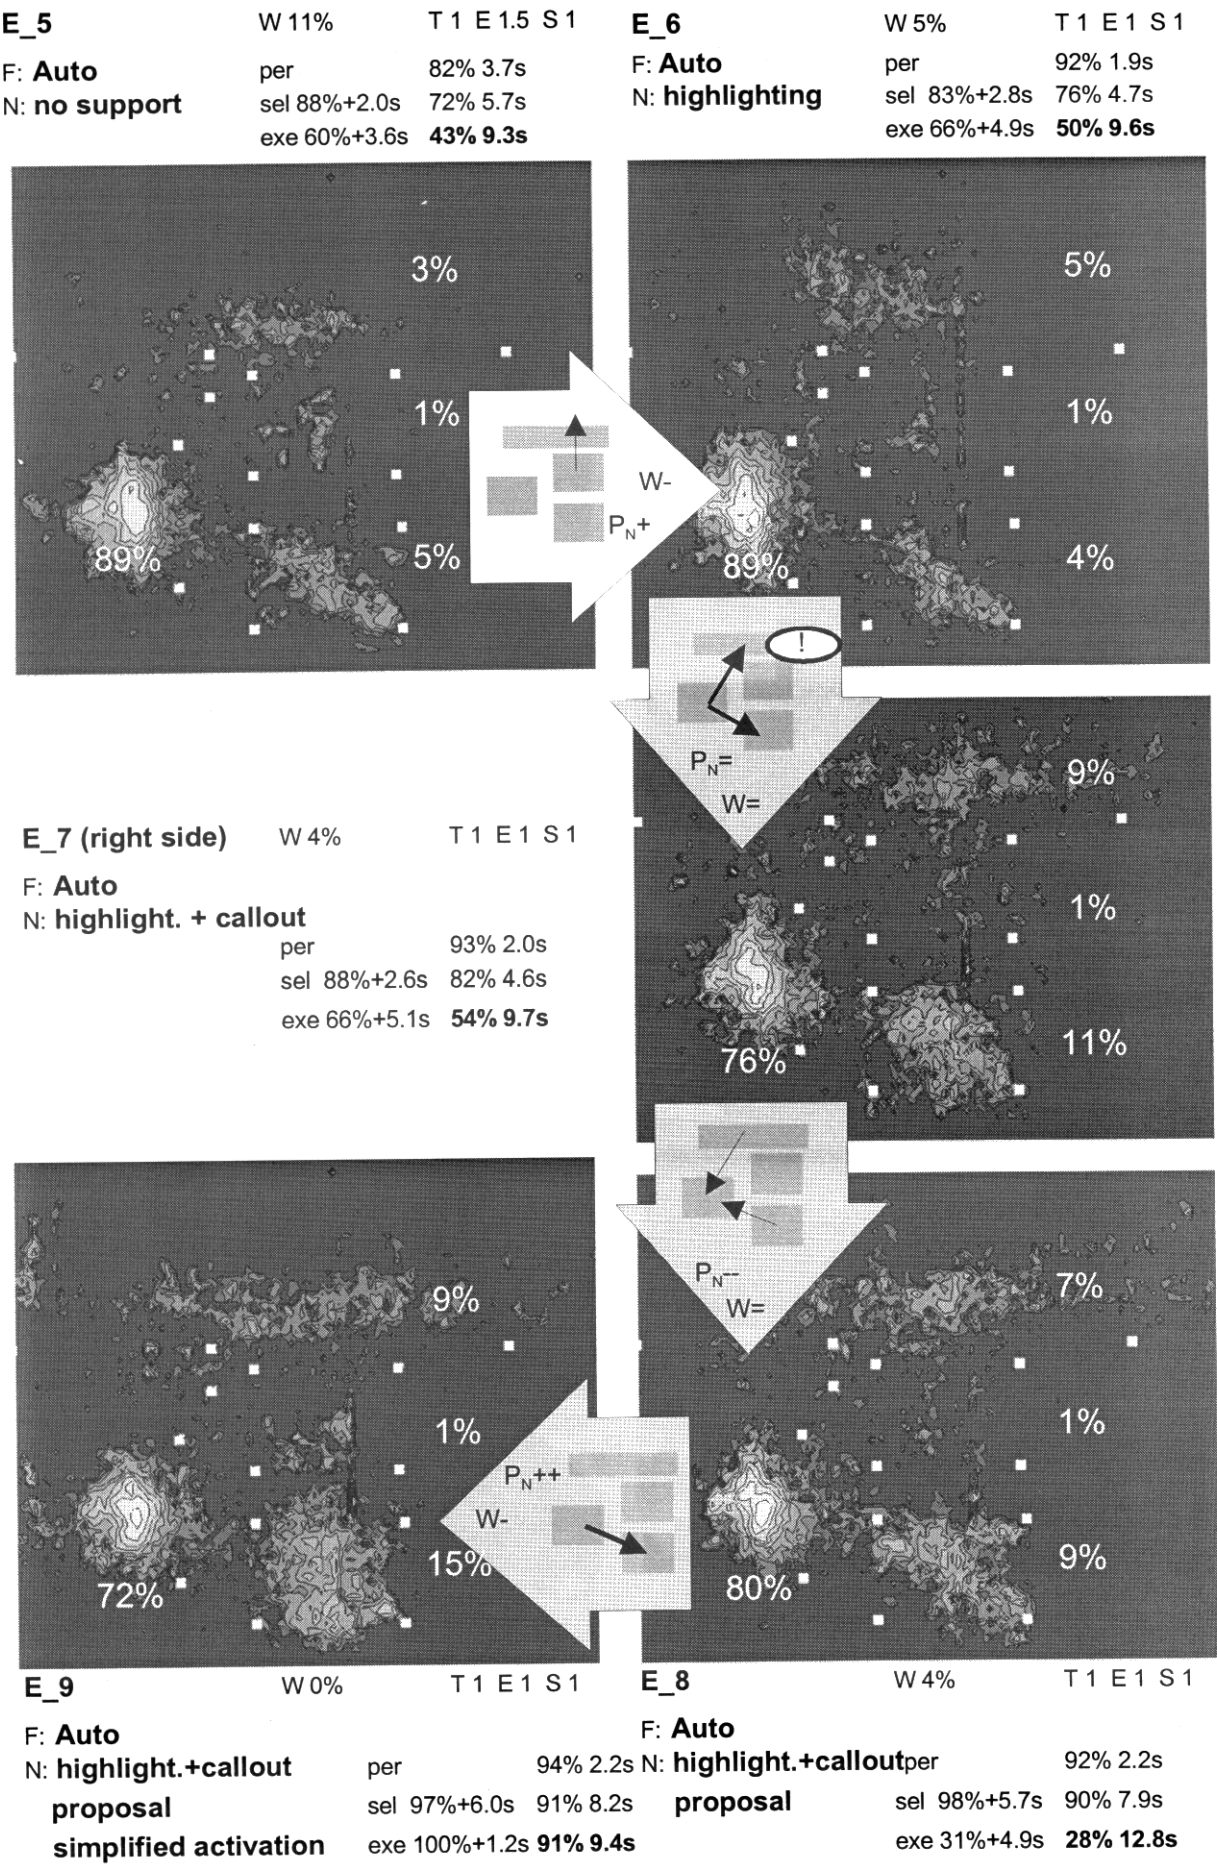 E_5 W 11% T 1 E 1.5 S 1
F: Auto per 82% 3.7s
N: no support sel 88%+2.0s 72% 5.7s
exe 60%+3.6s 43% 9.3s
E_6 W 5% T 1 E 1 S 1
F: Auto per 92% 1.9s
N: highlighting sel 83%+2.8s 76% 4.7s
exe 66%+4.9s 50% 9.6s
3%
1%
89%
5%
W-
PN+
5%
1%
89%
4%
!
PN=
W=
9%
1%
76%
11%
E_7 (right side) W 4% T 1 E 1 S 1
F: Auto
N: highlight. + callout
per 93% 2.0s
sel 88%+2.6s 82% 4.6s
exe 66%+5.1s 54% 9.7s
PN--
W=
9%
1%
15%
72%
PN++
W-
7%
1%
9%
80%
E_9 W 0% T 1 E 1 S 1
F: Auto
N: highlight.+callout per 94% 2.2s
proposal sel 97%+6.0s 91% 8.2s
simplified activation exe 100%+1.2s 91% 9.4s
E_8 W 4% T 1 E 1 S 1
F: Auto
N: highlight.+callout per 92% 2.2s
proposal sel 98%+5.7s 90% 7.9s
exe 31%+4.9s 28% 12.8s